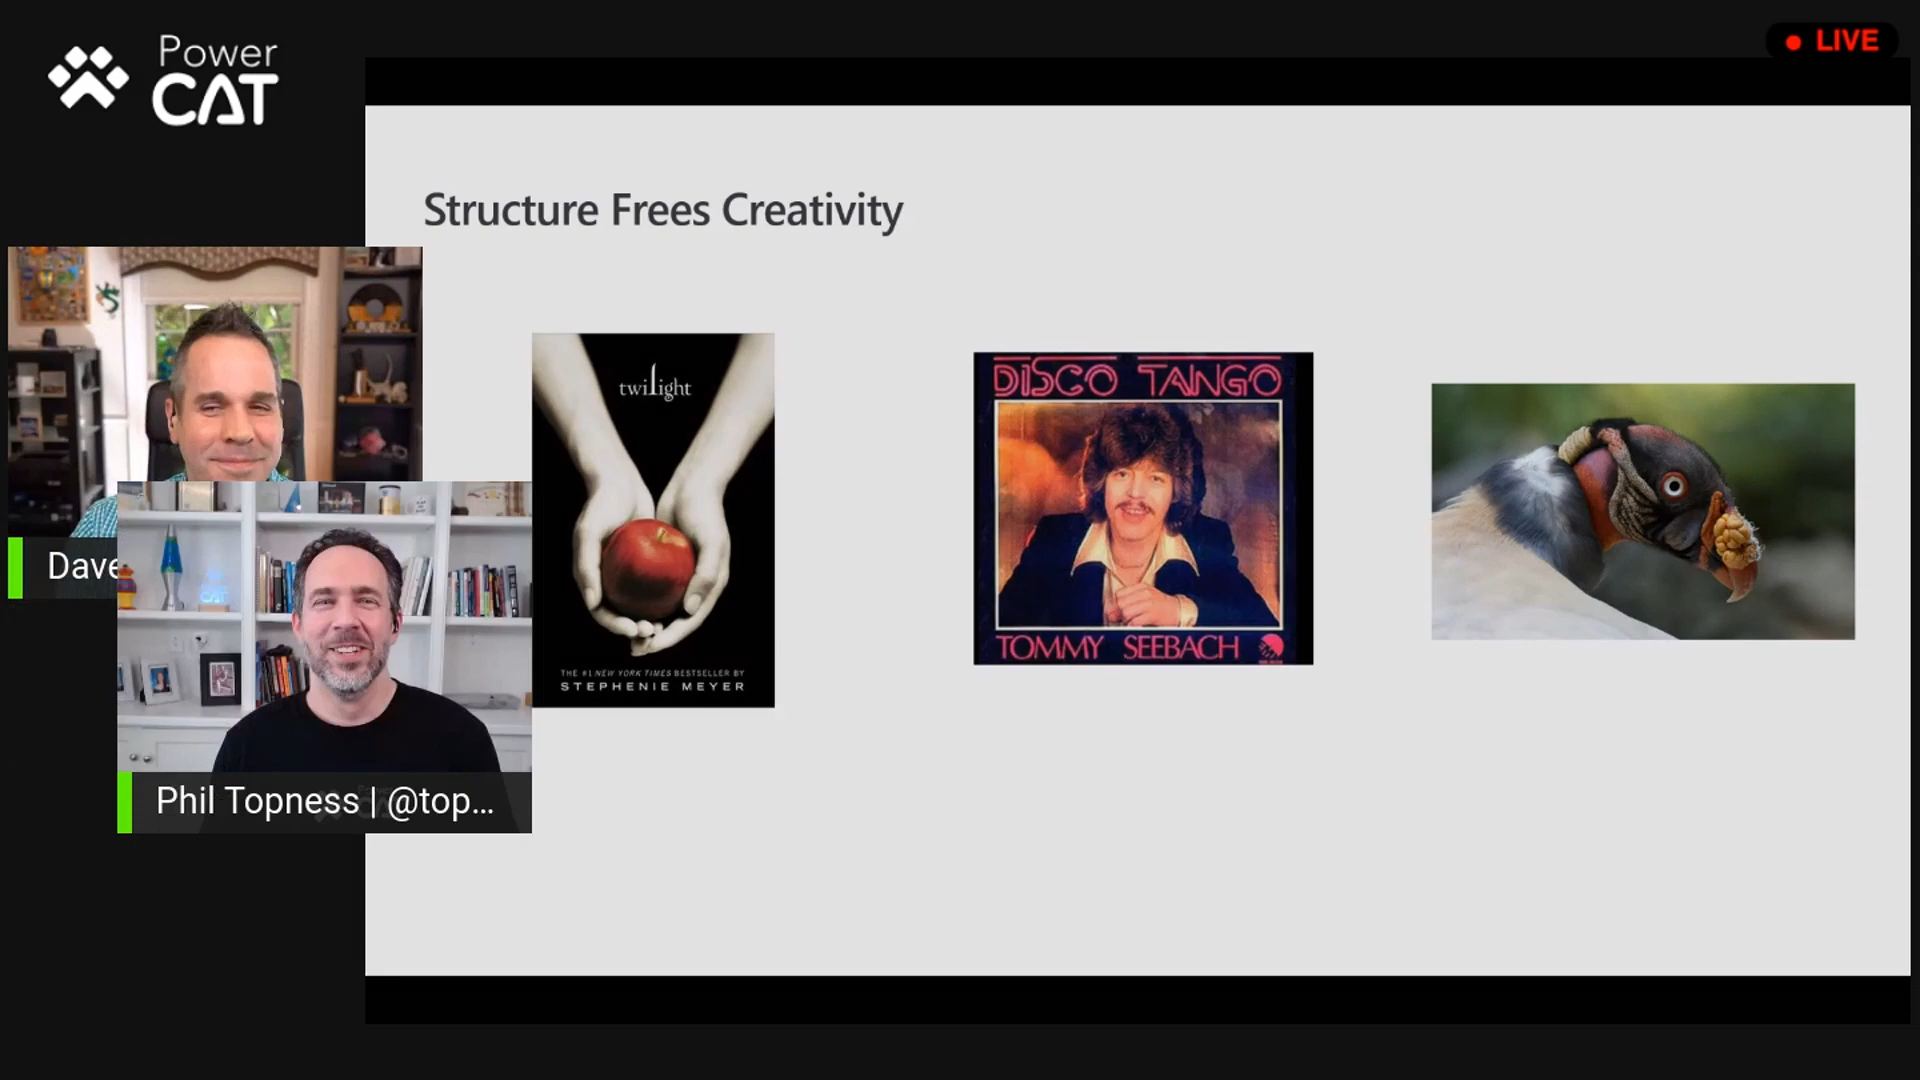 Power
CAT
LIVE
Structure Frees Creativity
twilight
THE #1 NEW YORK TIMES BESTSELLER BY
STEPHENIE MEYER
DISCO TANGO
TOMMY SEEBACH
Dave
Phil Topness | @top...